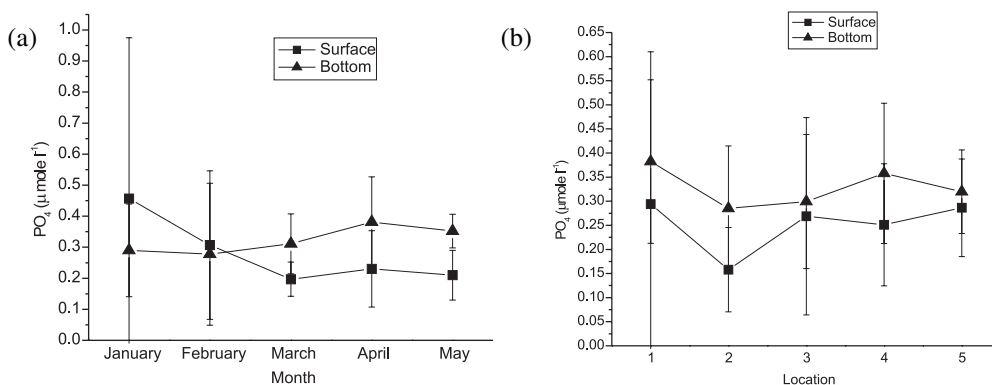 (a)
PO4 (μmole l-1)
1.0
0.9
0.8
0.7
0.6
0.5
0.4
0.3
0.2
0.1
0.0
Surface
Bottom
January February March April May
Month
(b)
PO4 (μmole l-1)
0.65
0.60
0.55
0.50
0.45
0.40
0.35
0.30
0.25
0.20
0.15
0.10
0.05
0.00
Surface
Bottom
1 2 3 4 5
Location